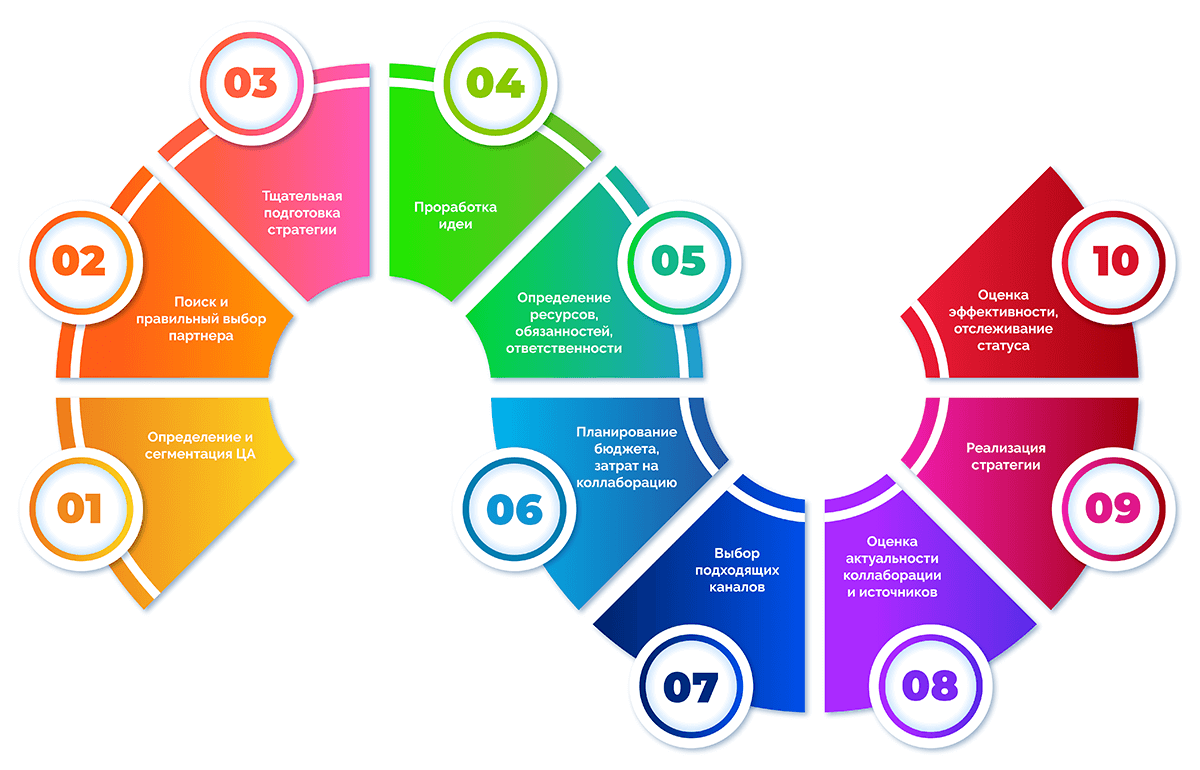 01
Определение и
сегментация ЦА
02
Поиск и
правильный выбор
партнера
03
Тщательная
подготовка
стратегии
04
Проработка
идеи
05
Определение
ресурсов,
обязанностей,
ответственности
06
Планирование
бюджета,
затрат на
коллаборацию
07
Выбор
подходящих
каналов
08
Оценка
актуальности
коллаборации
и источников
09
Реализация
стратегии
10
Оценка
эффективности,
отслеживание
статуса